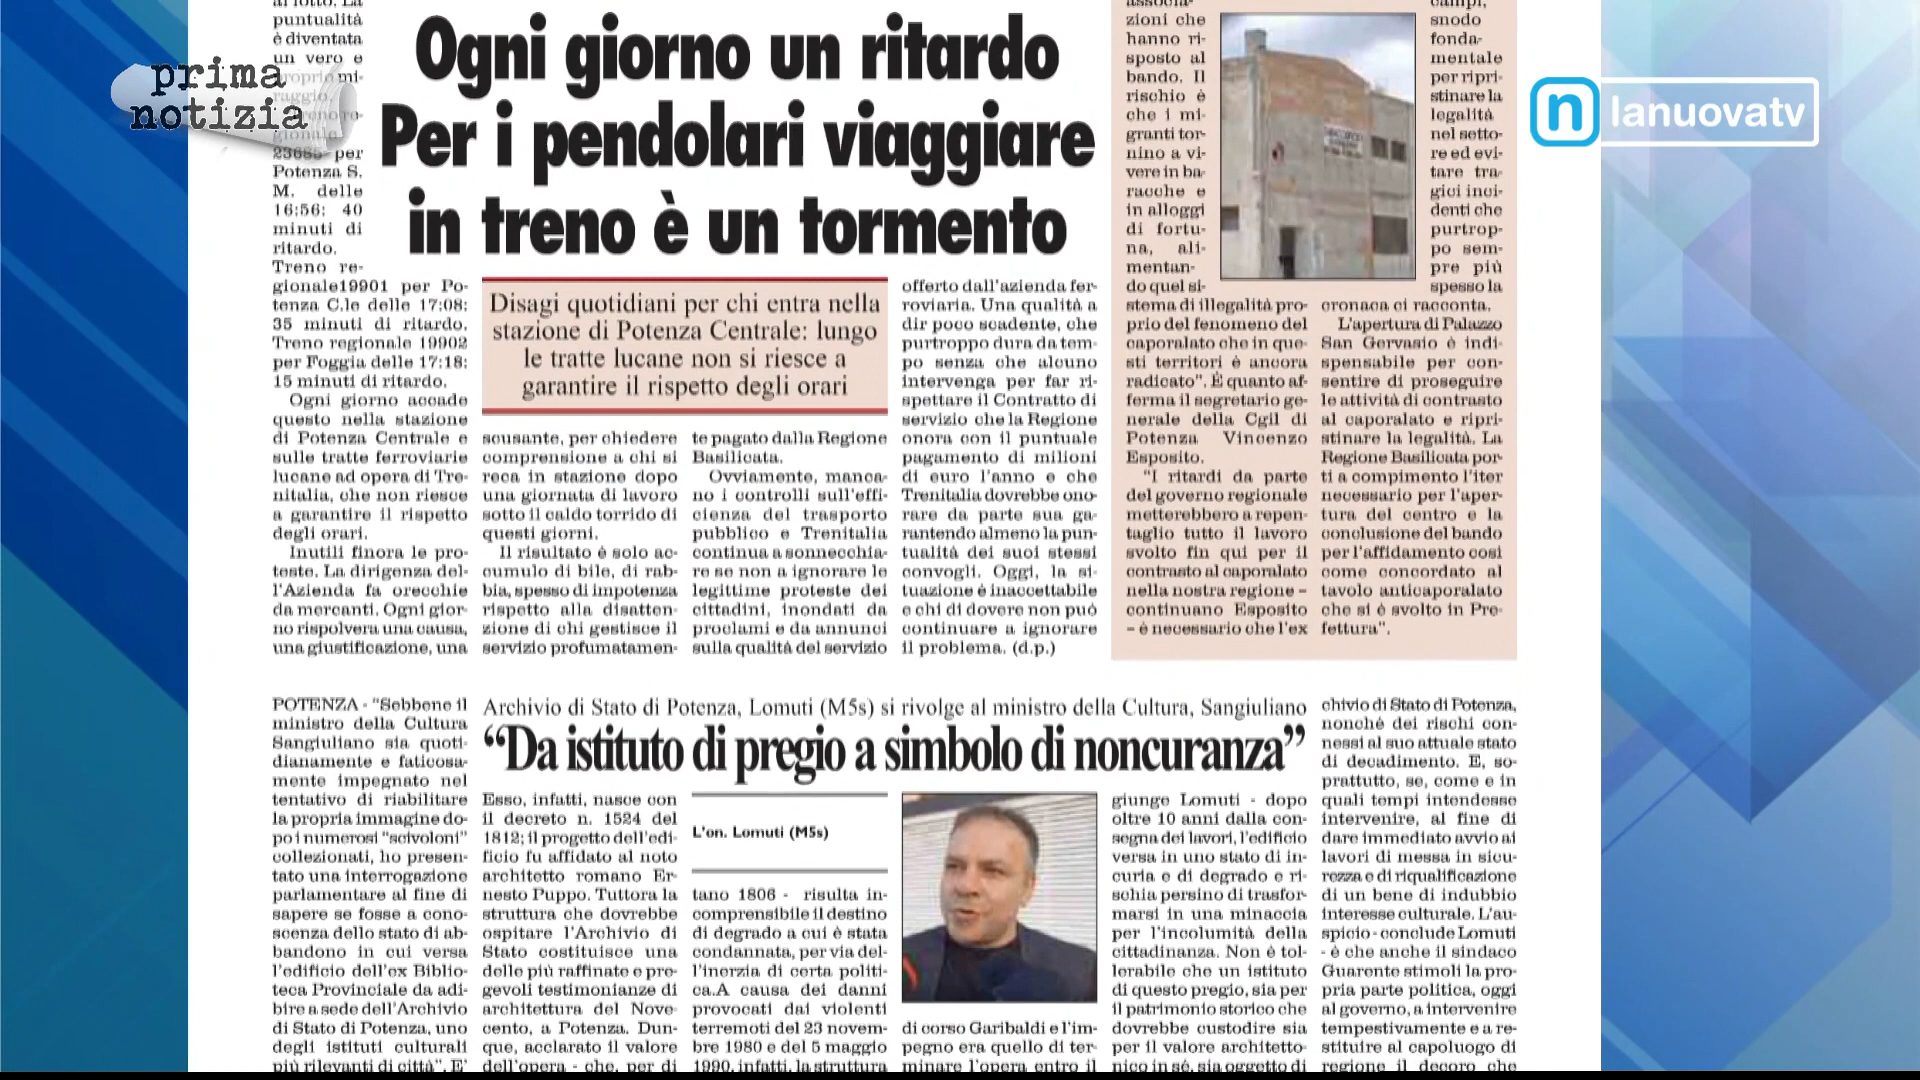 prima
notizia
lanuovatv
puntualità
è diventata
un vero e
proprio mi-
raggio.
23685 per
Potenza S.
M. delle
16:56: 40
minuti di
ritardo.
Treno re-
gionale19901 per Po-
tenza C.le delle 17:08:
35 minuti di ritardo.
Treno regionale 19902
per Foggia delle 17:18:
15 minuti di ritardo.
Ogni giorno accade
questo nella stazione
di Potenza Centrale e
sulle tratte ferroviarie
lucane ad opera di Tre-
nitalia, che non riesce
a garantire il rispetto
degli orari.
Inutili finora le pro-
teste. La dirigenza del-
l'Azienda fa orecchie
da mercanti. Ogni gior-
no rispolvera una causa,
una giustificazione, una
Ogni giorno un ritardo
Per i pendolari viaggiare
in treno è un tormento
Disagi quotidiani per chi entra nella
stazione di Potenza Centrale: lungo
le tratte lucane non si riesce a
garantire il rispetto degli orari
scusante, per chiedere
comprensione a chi si
reca in stazione dopo
una giornata di lavoro
sotto il caldo torrido di
questi giorni.
Il risultato è solo ac-
cumulo di bile, di rab-
bia, spesso di impotenza
rispetto alla disatten-
zione di chi gestisce il
servizio profumatamen-
te pagato dalla Regione
Basilicata.
Ovviamente, manca-
no i controlli sull'effi-
cienza del trasporto
pubblico e Trenitalia
continua a sonnecchia-
re se non a ignorare le
legittime proteste dei
cittadini, inondati da
proclami e da annunci
sulla qualità del servizio
offerto dall'azienda fer-
roviaria. Una qualità a
dir poco scadente, che
purtroppo dura da tem-
po senza che alcuno
intervenga per far ri-
spettare il Contratto di
servizio che la Regione
onora con il puntuale
pagamento di milioni
di euro l'anno e che
Trenitalia dovrebbe ono-
rare da parte sua ga-
rantendo almeno la pun-
tualità dei suoi stessi
convogli. Oggi, la si-
tuazione è inaccettabile
e chi di dovere non può
continuare a ignorare
il problema. (d.p.)
associa-
zioni che
hanno ri-
sposto al
bando. Il
rischio è
che i mi-
granti tor-
nino a vi-
vere in ba-
racche e
in alloggi
di fortu-
na, ali-
mentan-
do quel si-
stema di illegalità pro-
prio del fenomeno del
caporalato che in que-
sti territori è ancora
radicato". È quanto af-
ferma il segretario ge-
nerale della Cgil di
Potenza Vincenzo
Esposito.
"I ritardi da parte
del governo regionale
metterebbero a repen-
taglio tutto il lavoro
svolto fin qui per il
contrasto al caporalato
nella nostra regione –
continuano Esposito
– è necessario che l'ex
campi,
snodo
fonda-
mentale
per ripri-
stinare la
legalità
nel setto-
re ed evi-
tare tra-
gici inci-
denti che
purtrop-
po sem-
pre più
spesso la
cronaca ci racconta.
L'apertura di Palazzo
San Gervasio è indi-
spensabile per con-
sentire di proseguire
le attività di contrasto
al caporalato e ripri-
stinare la legalità. La
Regione Basilicata por-
ti a compimento l'iter
necessario per l'aper-
tura del centro e la
conclusione del bando
per l'affidamento così
come concordato al
tavolo anticaporalato
che si è svolto in Pre-
fettura".
Archivio di Stato di Potenza, Lomuti (M5s) si rivolge al ministro della Cultura, Sangiuliano
“Da istituto di pregio a simbolo di noncuranza”
POTENZA - "Sebbene il
ministro della Cultura
Sangiuliano sia quoti-
dianamente e faticosa-
mente impegnato nel
tentativo di riabilitare
la propria immagine do-
po i numerosi "scivoloni"
collezionati, ho presen-
tato una interrogazione
parlamentare al fine di
sapere se fosse a cono-
scenza dello stato di ab-
bandono in cui versa
l'edificio dell'ex Biblio-
teca Provinciale da adi-
bire a sede dell'Archivio
di Stato di Potenza, uno
degli istituti culturali
più rilevanti di città". E'
Esso, infatti, nasce con
il decreto n. 1524 del
1812; il progetto dell'edi-
ficio fu affidato al noto
architetto romano Er-
nesto Puppo. Tuttora la
struttura che dovrebbe
ospitare l'Archivio di
Stato costituisce una
delle più raffinate e pre-
gevoli testimonianze di
architettura del Nove-
cento, a Potenza. Dun-
que, acclarato il valore
dell'opera - che, per di
L'on. Lomuti (M5s)
tano 1806 - risulta in-
comprensibile il destino
di degrado a cui è stata
condannata, per via del-
l'inerzia di certa politi-
ca.A causa dei danni
provocati dai violenti
terremoti del 23 novem-
bre 1980 e del 5 maggio
1990, infatti, la struttura
di corso Garibaldi e l'im-
pegno era quello di ter-
minare l'opera entro il
giunge Lomuti - dopo
oltre 10 anni dalla con-
segna dei lavori, l'edificio
versa in uno stato di in-
curia e di degrado e ri-
schia persino di trasfor-
marsi in una minaccia
per l'incolumità della
cittadinanza. Non è tol-
lerabile che un istituto
di questo pregio, sia per
il patrimonio storico che
dovrebbe custodire sia
per il valore architetto-
nico in sé, sia oggetto di
chivio di Stato di Potenza,
nonché dei rischi con-
nessi al suo attuale stato
di decadimento. E, so-
prattutto, se, come e in
quali tempi intendesse
intervenire, al fine di
dare immediato avvio ai
lavori di messa in sicu-
rezza e di riqualificazione
di un bene di indubbio
interesse culturale. L'au-
spicio - conclude Lomuti
- è che anche il sindaco
Guarente stimoli la pro-
pria parte politica, oggi
al governo, a intervenire
tempestivamente e a re-
stituire al capoluogo di
regione il decoro che